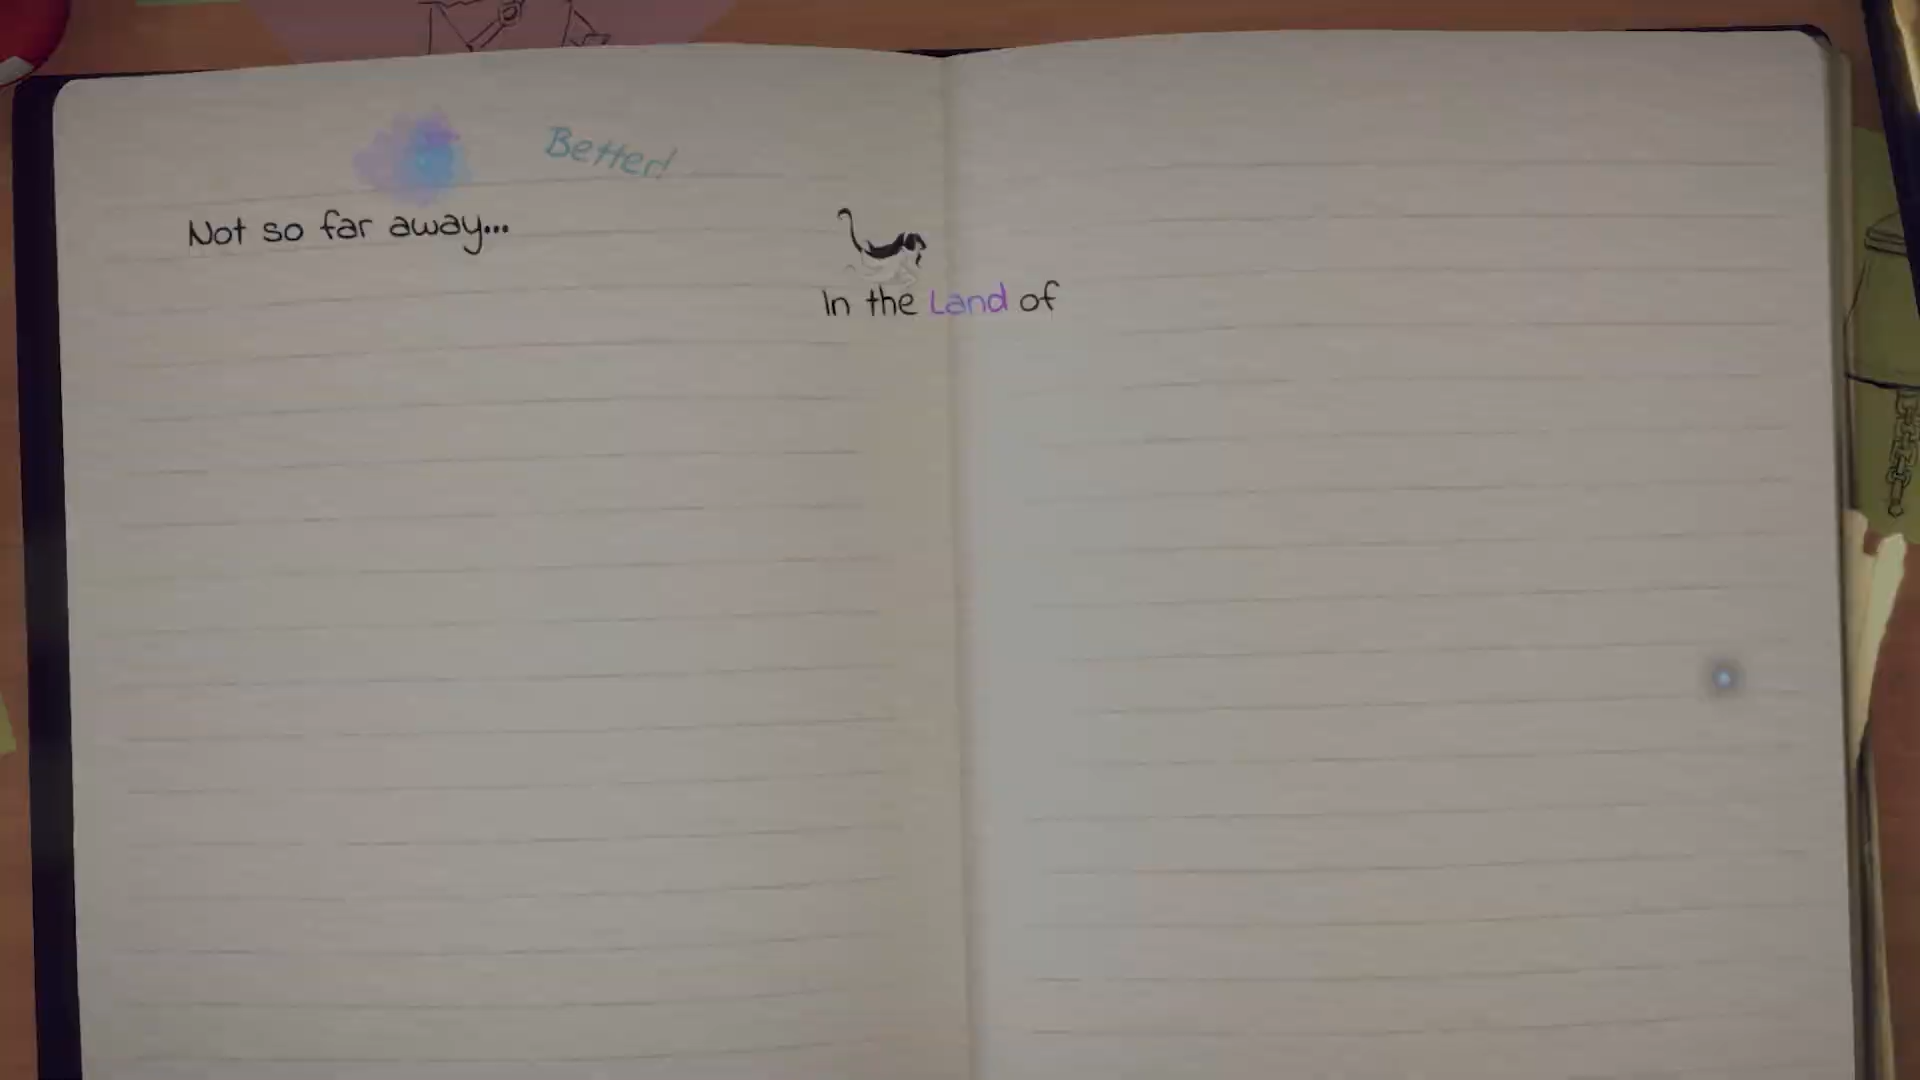 Better!
Not so far away...
In the Land of